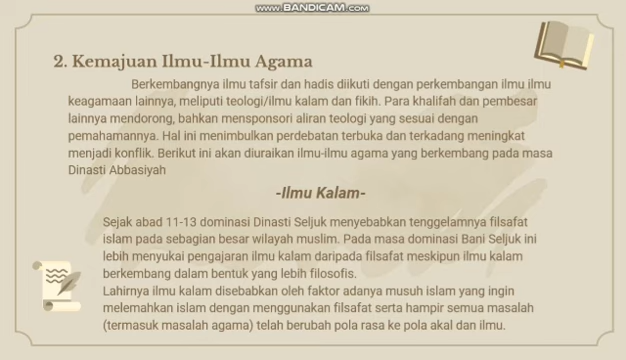 www.BANDICAM.com
2. Kemajuan Ilmu-Ilmu Agama
Berkembangnya ilmu tafsir dan hadis diikuti dengan perkembangan ilmu ilmu
keagamaan lainnya, meliputi teologi/ilmu kalam dan fikih. Para khalifah dan pembesar
lainnya mendorong, bahkan mensponsori aliran teologi yang sesuai dengan
pemahamannya. Hal ini menimbulkan perdebatan terbuka dan terkadang meningkat
menjadi konflik. Berikut ini akan diuraikan ilmu-ilmu agama yang berkembang pada masa
Dinasti Abbasiyah
-Ilmu Kalam-
Sejak abad 11-13 dominasi Dinasti Seljuk menyebabkan tenggelamnya filsafat
islam pada sebagian besar wilayah muslim. Pada masa dominasi Bani Seljuk ini
lebih menyukai pengajaran ilmu kalam daripada filsafat meskipun ilmu kalam
berkembang dalam bentuk yang lebih filosofis.
Lahirnya ilmu kalam disebabkan oleh faktor adanya musuh islam yang ingin
melemahkan islam dengan menggunakan filsafat serta hampir semua masalah
(termasuk masalah agama) telah berubah pola rasa ke pola akal dan ilmu.